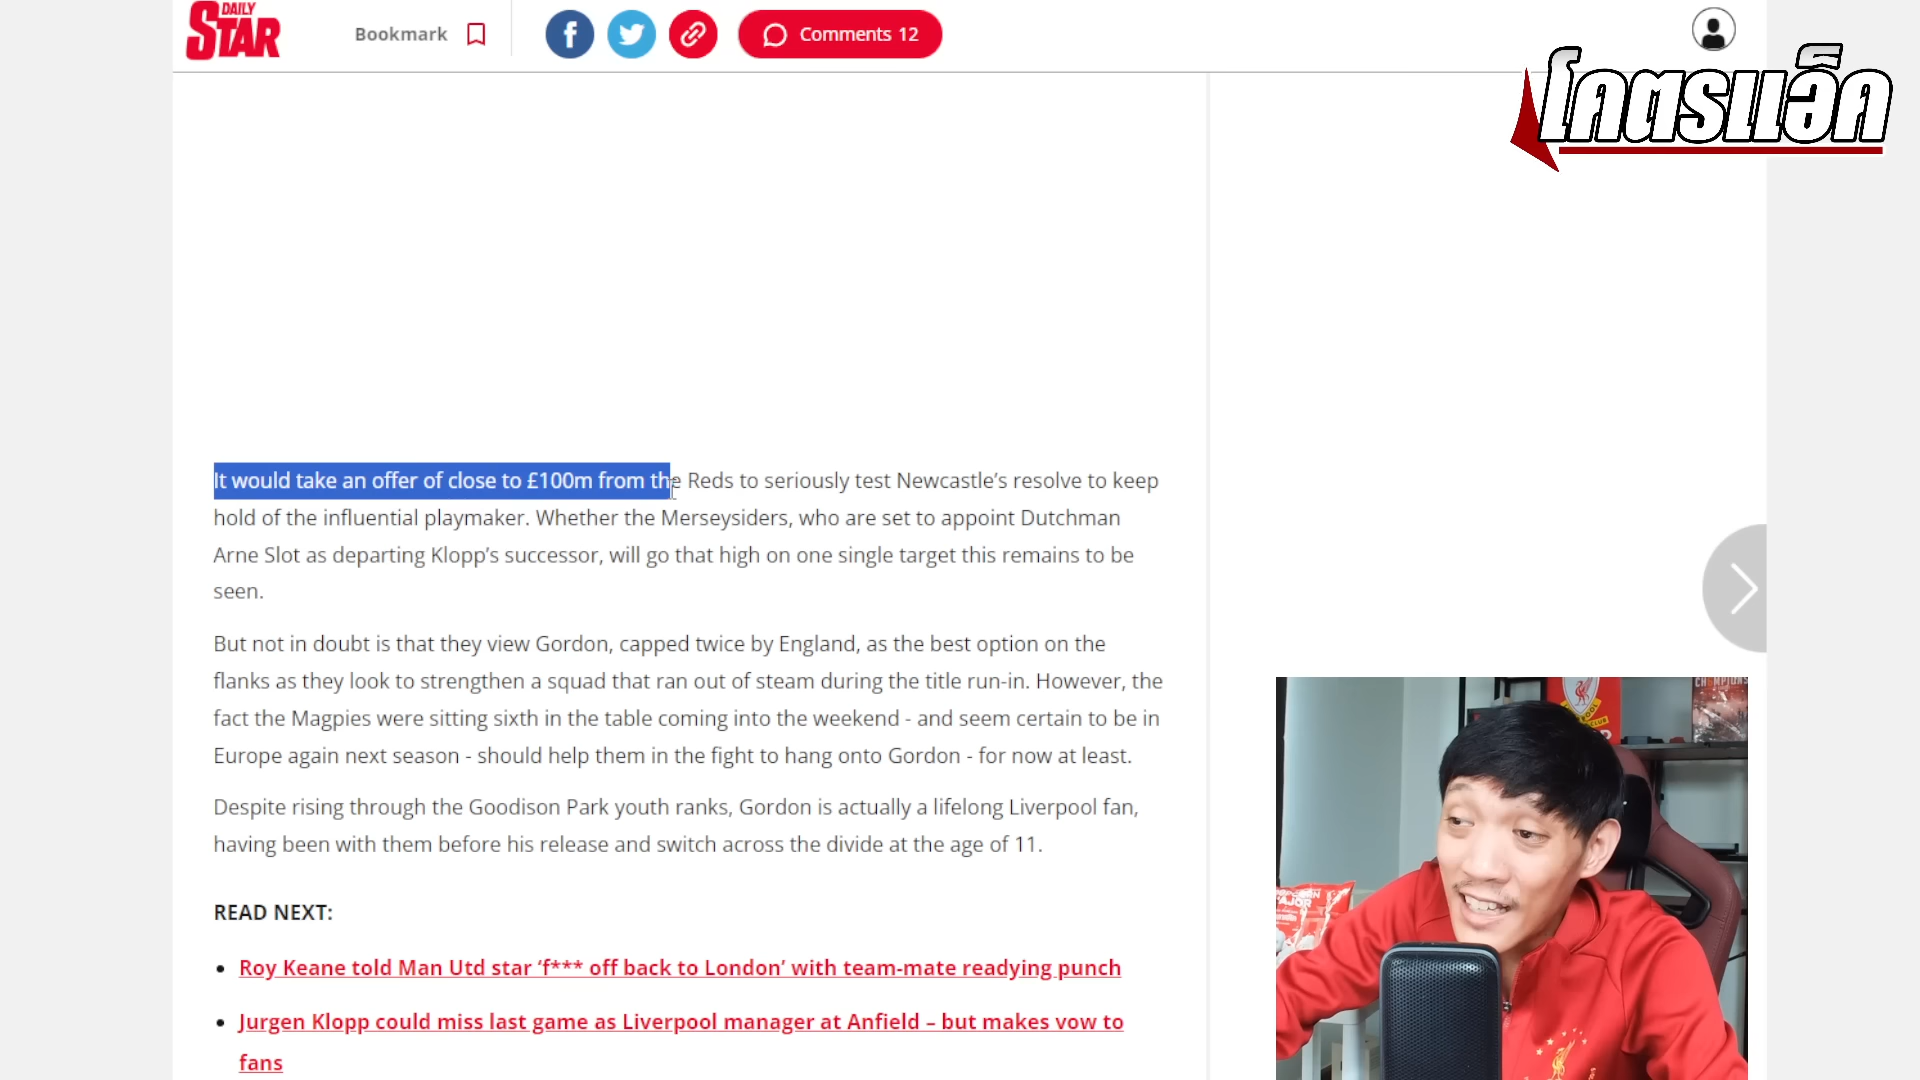 DAILY
STAR
Bookmark
Comments 12
โคตรแอ็ค
It would take an offer of close to £100m from the Reds to seriously test Newcastle’s resolve to keep
hold of the influential playmaker. Whether the Merseysiders, who are set to appoint Dutchman
Arne Slot as departing Klopp’s successor, will go that high on one single target this remains to be
seen.
But not in doubt is that they view Gordon, capped twice by England, as the best option on the
flanks as they look to strengthen a squad that ran out of steam during the title run-in. However, the
fact the Magpies were sitting sixth in the table coming into the weekend - and seem certain to be in
Europe again next season - should help them in the fight to hang onto Gordon - for now at least.
Despite rising through the Goodison Park youth ranks, Gordon is actually a lifelong Liverpool fan,
having been with them before his release and switch across the divide at the age of 11.
READ NEXT:
• Roy Keane told Man Utd star ‘f*** off back to London’ with team-mate readying punch
• Jurgen Klopp could miss last game as Liverpool manager at Anfield – but makes vow to
fans